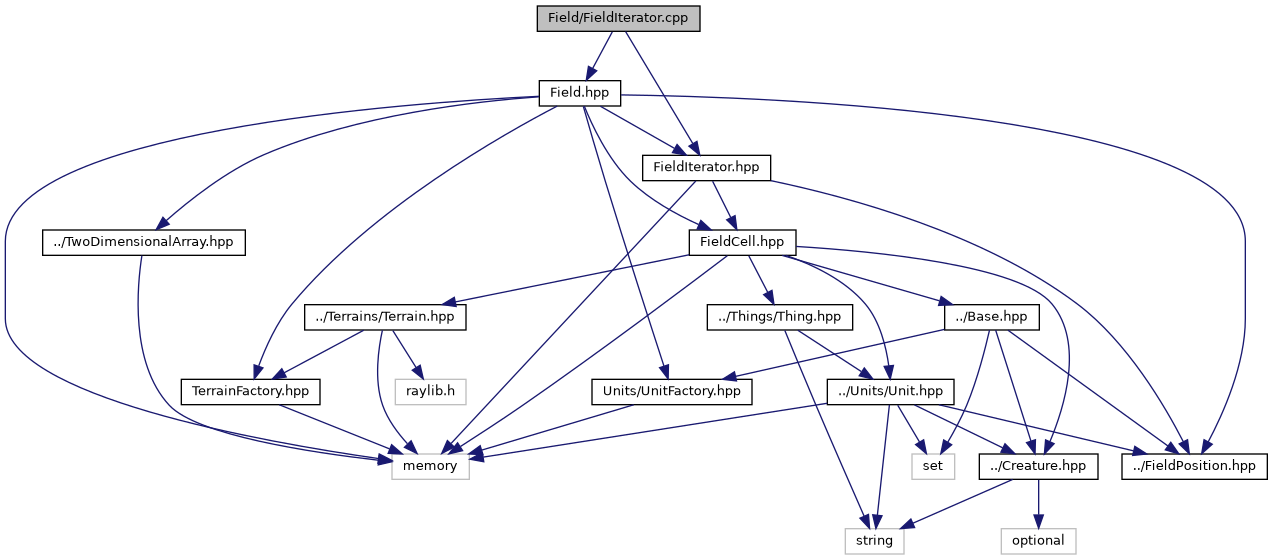 Field/FieldIterator.cpp
Field.hpp
FieldIterator.hpp
../TwoDimensionalArray.hpp
FieldCell.hpp
../Terrains/Terrain.hpp
../Things/Thing.hpp
../Base.hpp
TerrainFactory.hpp
raylib.h
Units/UnitFactory.hpp
../Units/Unit.hpp
memory
set
../Creature.hpp
../FieldPosition.hpp
string
optional